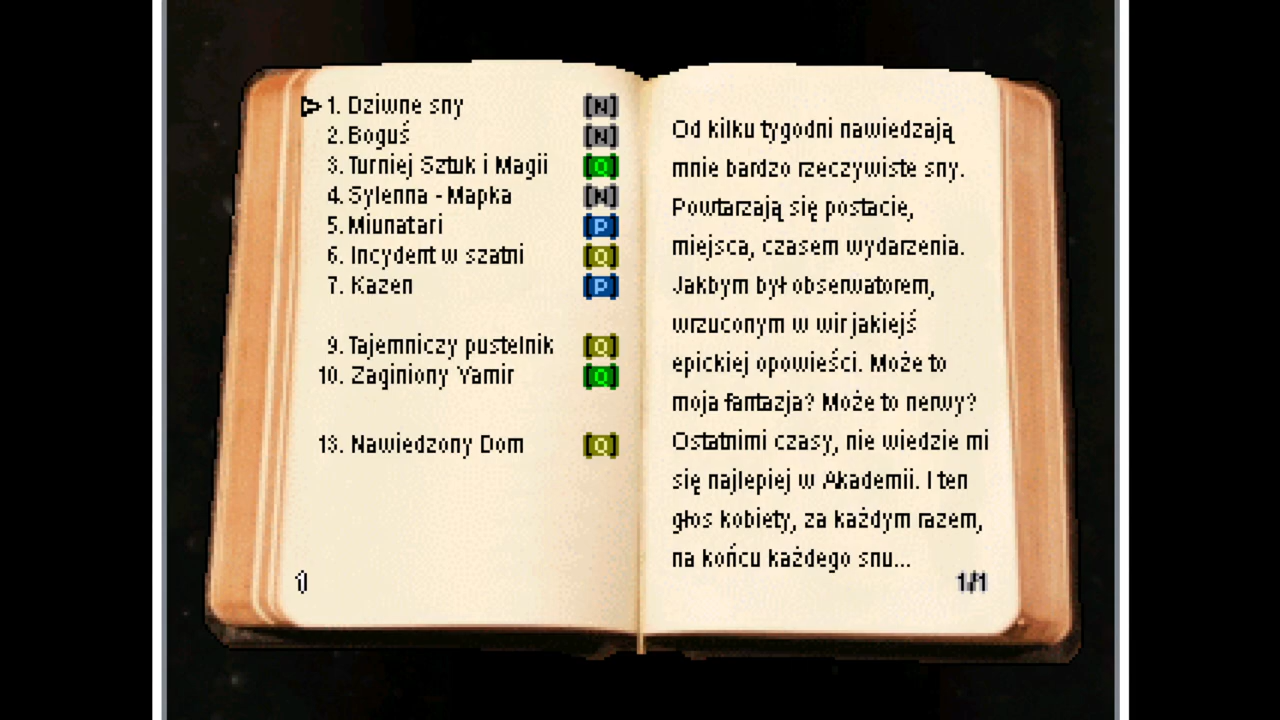 1. Dziwne sny [N]
2. Boguś [N]
3. Turniej Sztuk i Magii [Q]
4. Sylenna - Mapka [N]
5. Miunatari [P]
6. Incydent w szatni [Q]
7. Kazen [P]
9. Tajemniczy pustelnik [Q]
10. Zaginiony Yamir [Q]
13. Nawiedzony Dom [Q]
Od kilku tygodni nawiedzają
mnie bardzo rzeczywiste sny.
Powtarzają się postacie,
miejsca, czasem wydarzenia.
Jakbym był obserwatorem,
wrzuconym w wir jakiejś
epickiej opowieści. Może to
moja fantazja? Może to nerwy?
Ostatnimi czasy, nie wiedzie mi
się najlepiej w Akademii. I ten
głos kobiety, za każdym razem,
na końcu każdego snu...
1/1